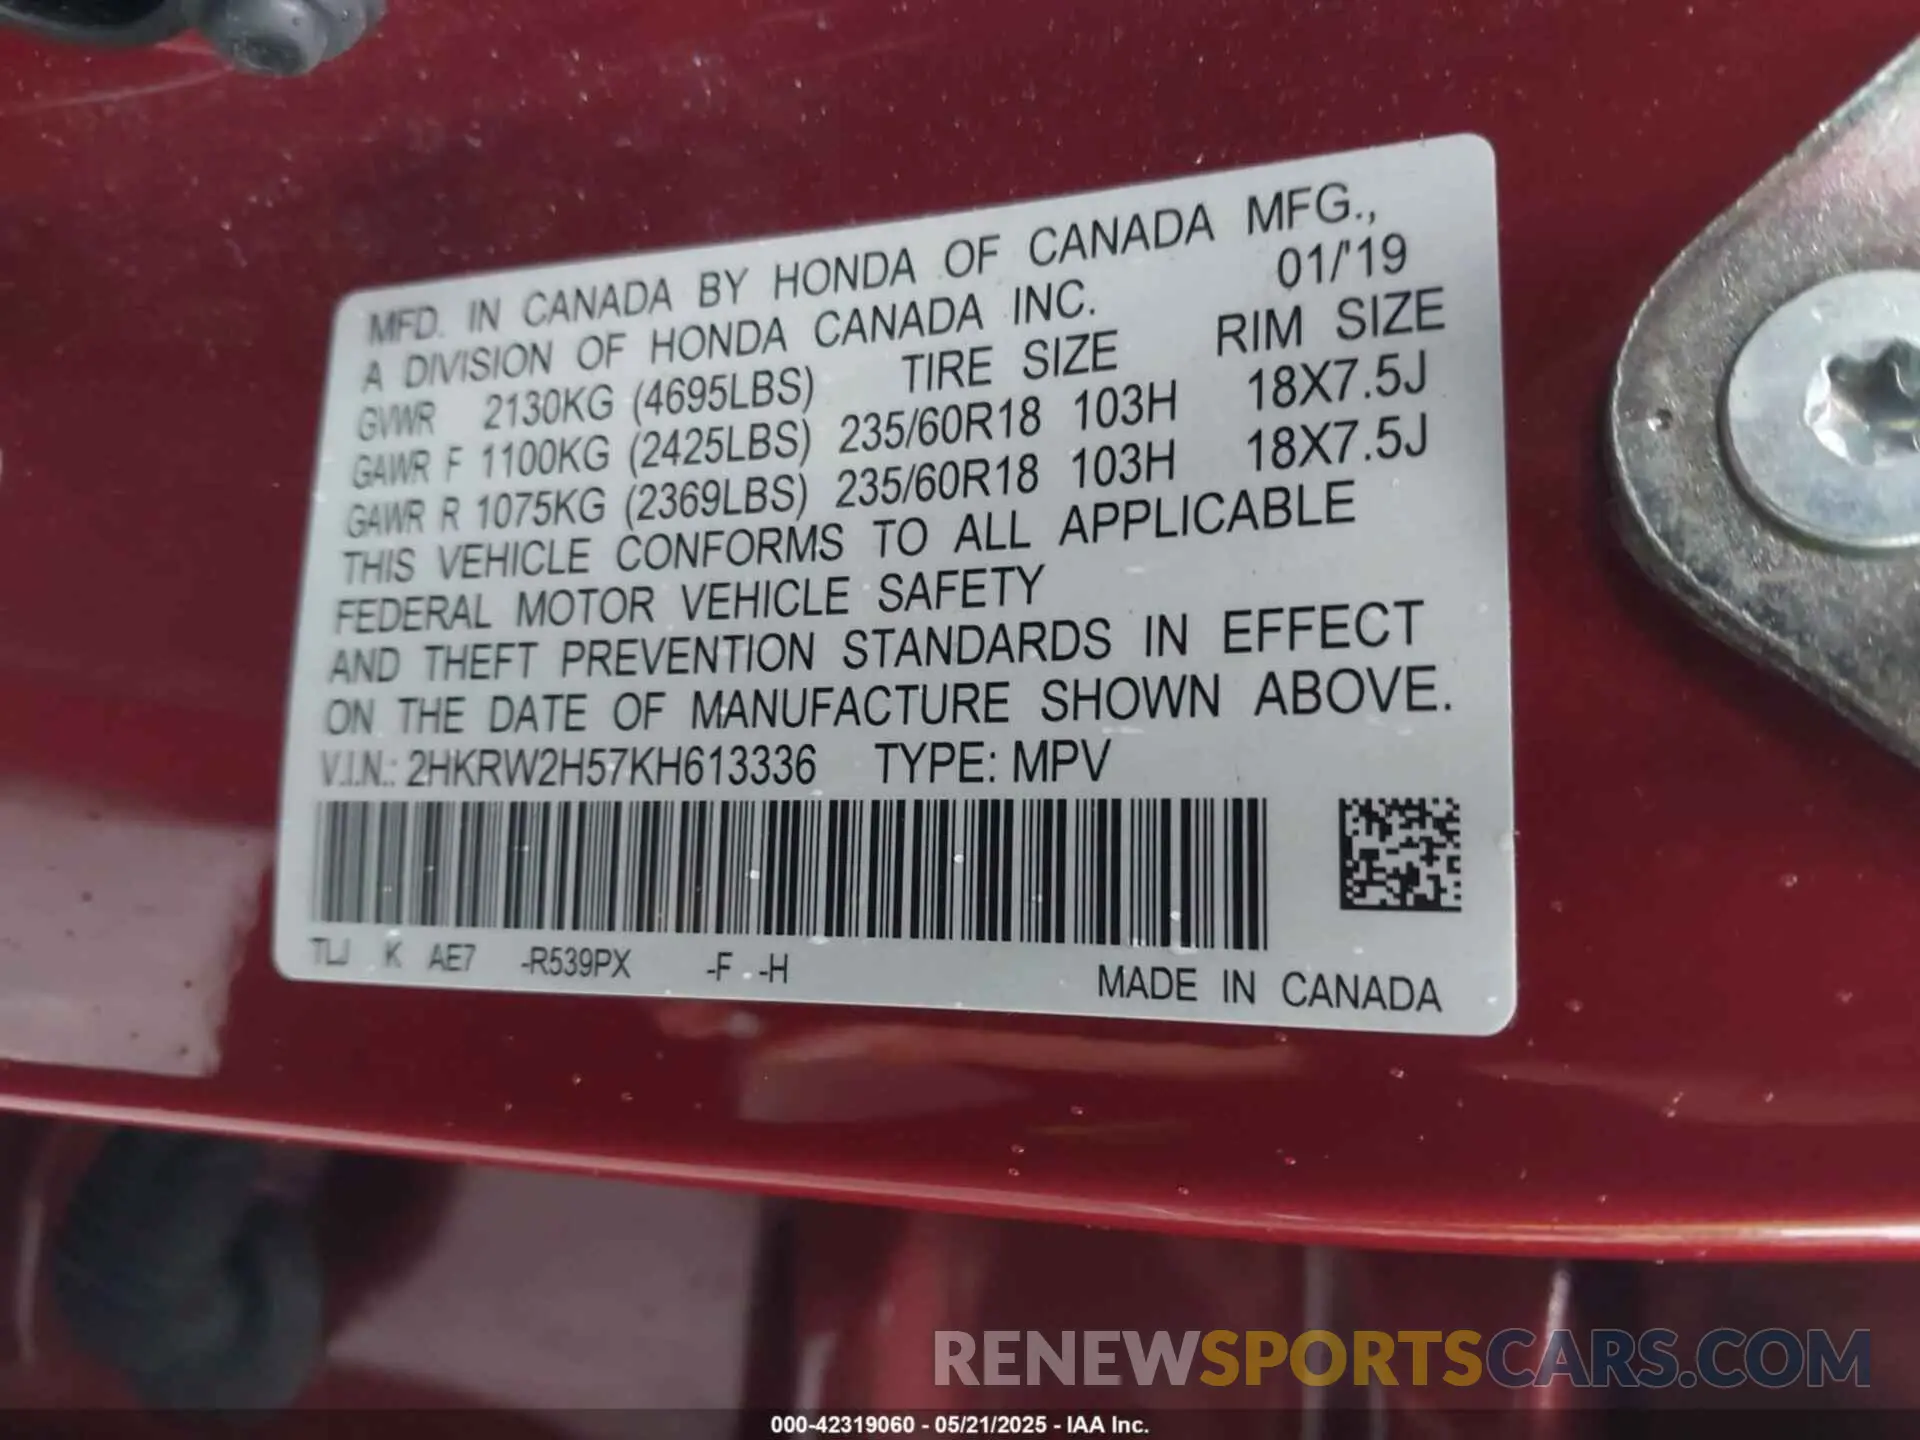 MFD. IN CANADA BY HONDA OF CANADA MFG.,
A DIVISION OF HONDA CANADA INC. 01/'19
GVWR 2130KG (4695LBS) TIRE SIZE RIM SIZE
GAWR F 1100KG (2425LBS) 235/60R18 103H 18X7.5J
GAWR R 1075KG (2369LBS) 235/60R18 103H 18X7.5J
THIS VEHICLE CONFORMS TO ALL APPLICABLE
FEDERAL MOTOR VEHICLE SAFETY
AND THEFT PREVENTION STANDARDS IN EFFECT
ON THE DATE OF MANUFACTURE SHOWN ABOVE.
V.I.N.: 2HKRW2H57KH613336 TYPE: MPV
TLJ K AE7 -R539PX -F -H
MADE IN CANADA
RENEWSPORTSCARS.COM
000-42319060 - 05/21/2025 - IAA Inc.